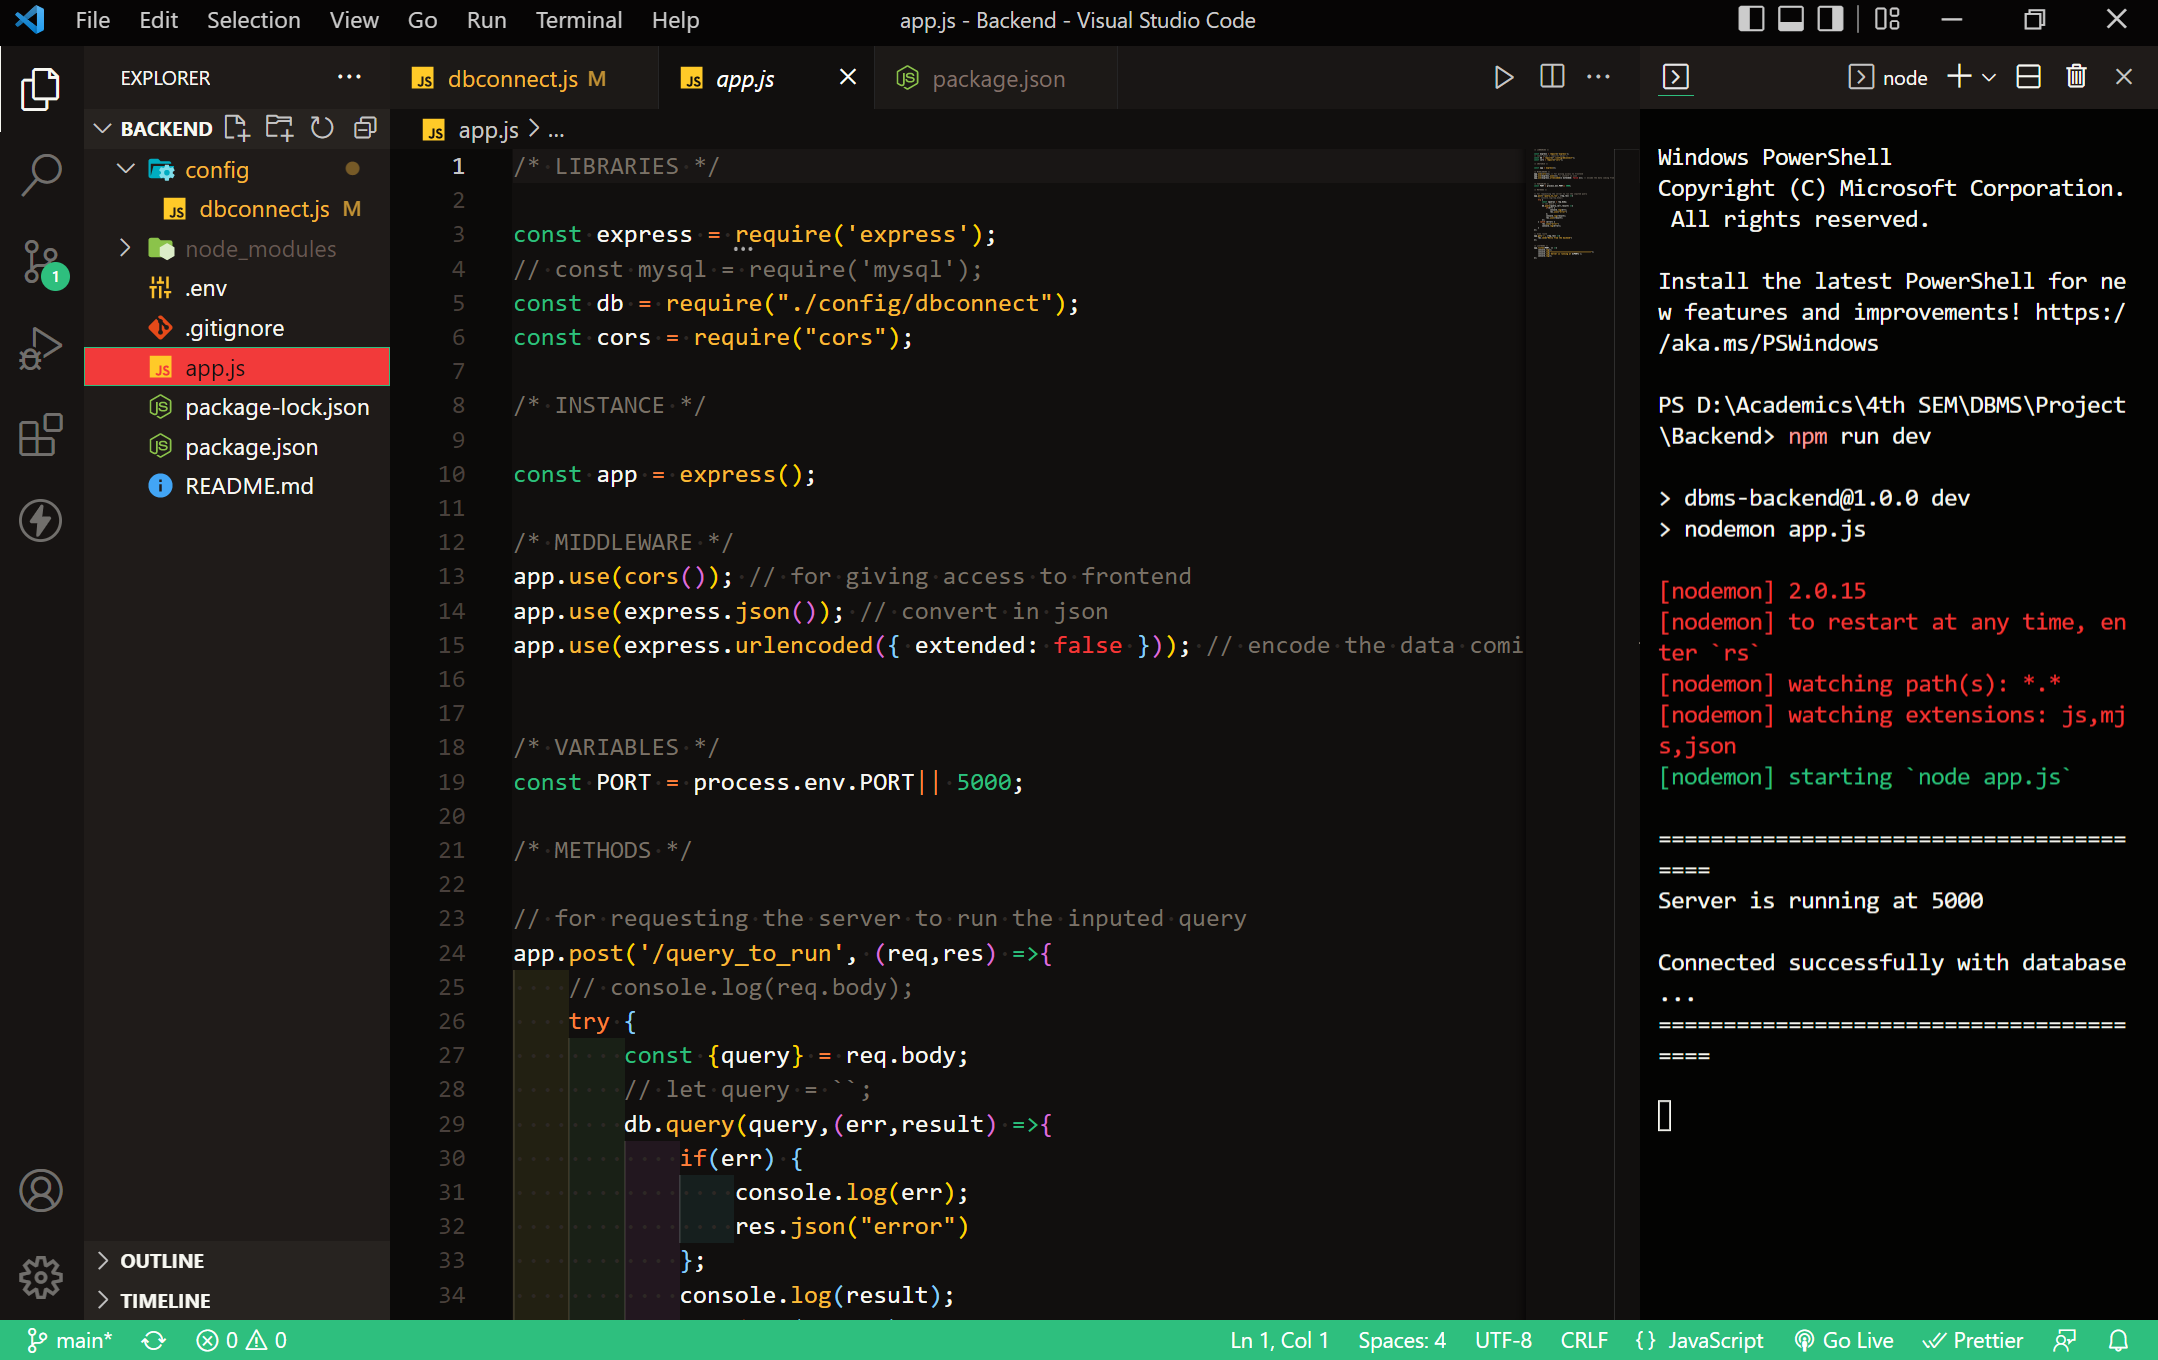 File Edit Selection View Go Run Terminal Help
app.js - Backend - Visual Studio Code
EXPLORER
BACKEND
config
dbconnect.js M
node_modules
.env
.gitignore
app.js
package-lock.json
package.json
README.md
OUTLINE
TIMELINE
1
dbconnect.js M
app.js
package.json
app.js > ...
1 /* LIBRARIES */
2
3 const express = require('express');
4 // const mysql = require('mysql');
5 const db = require("./config/dbconnect");
6 const cors = require("cors");
7
8 /* INSTANCE */
9
10 const app = express();
11
12 /* MIDDLEWARE */
13 app.use(cors()); // for giving access to frontend
14 app.use(express.json()); // convert in json
15 app.use(express.urlencoded({ extended: false })); // encode the data comi
16
17
18 /* VARIABLES */
19 const PORT = process.env.PORT|| 5000;
20
21 /* METHODS */
22
23 // for requesting the server to run the inputed query
24 app.post('/query_to_run', (req,res) =>{
25 // console.log(req.body);
26 try {
27 const {query} = req.body;
28 // let query = ``;
29 db.query(query,(err,result) =>{
30 if(err) {
31 console.log(err);
32 res.json("error")
33 };
34 console.log(result);
node
Windows PowerShell
Copyright (C) Microsoft Corporation.
All rights reserved.
Install the latest PowerShell for ne
w features and improvements! https:/
/aka.ms/PSWindows
PS D:\Academics\4th SEM\DBMS\Project
\Backend> npm run dev
> dbms-backend@1.0.0 dev
> nodemon app.js
[nodemon] 2.0.15
[nodemon] to restart at any time, en
ter `rs`
[nodemon] watching path(s): *.*
[nodemon] watching extensions: js,mj
s,json
[nodemon] starting `node app.js`
====================================
====
Server is running at 5000
Connected successfully with database
...
====================================
====
main* 0 0
Ln 1, Col 1 Spaces: 4 UTF-8 CRLF {} JavaScript Go Live Prettier